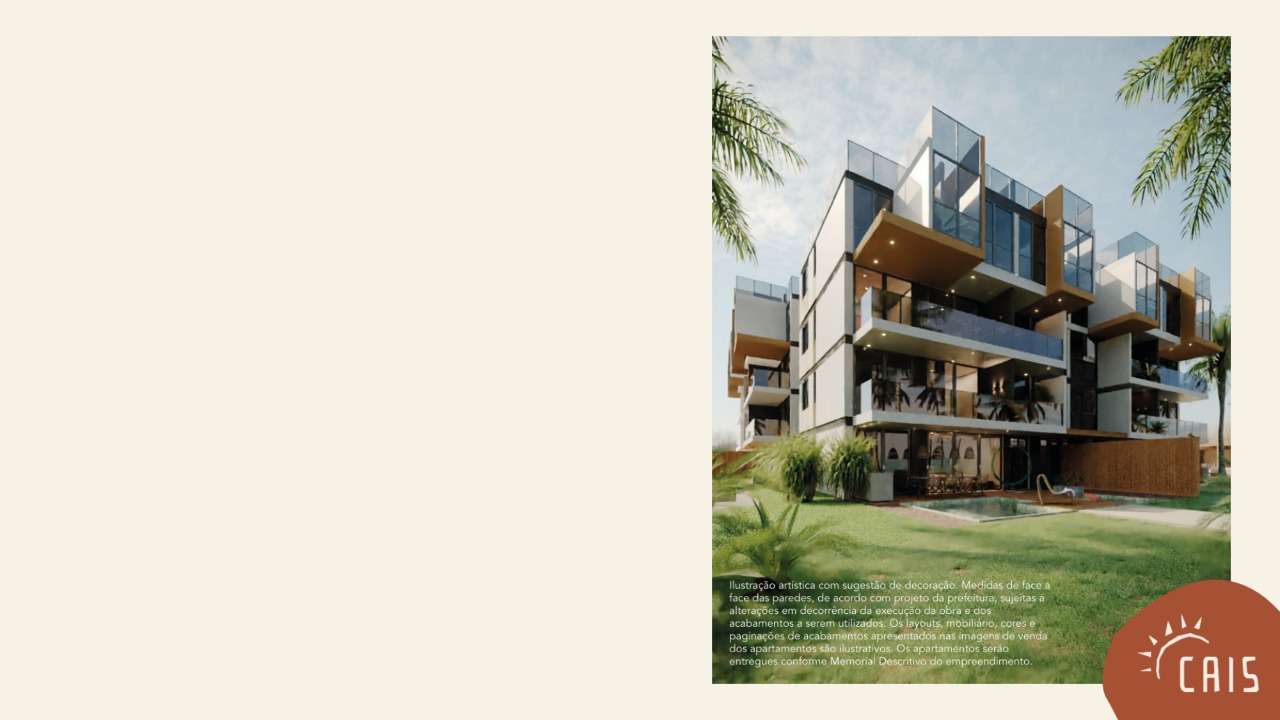 Ilustração artística com sugestão de decoração. Medidas de face a
face das paredes, de acordo com projeto da prefeitura, sujeitas a
alterações em decorrência da execução da obra e dos
acabamentos a serem utilizados. Os layouts, mobiliário, cores e
paginações de acabamentos apresentados nas imagens de venda
dos apartamentos são ilustrativos. Os apartamentos serão
entregues conforme Memorial Descritivo do empreendimento.
CAIS